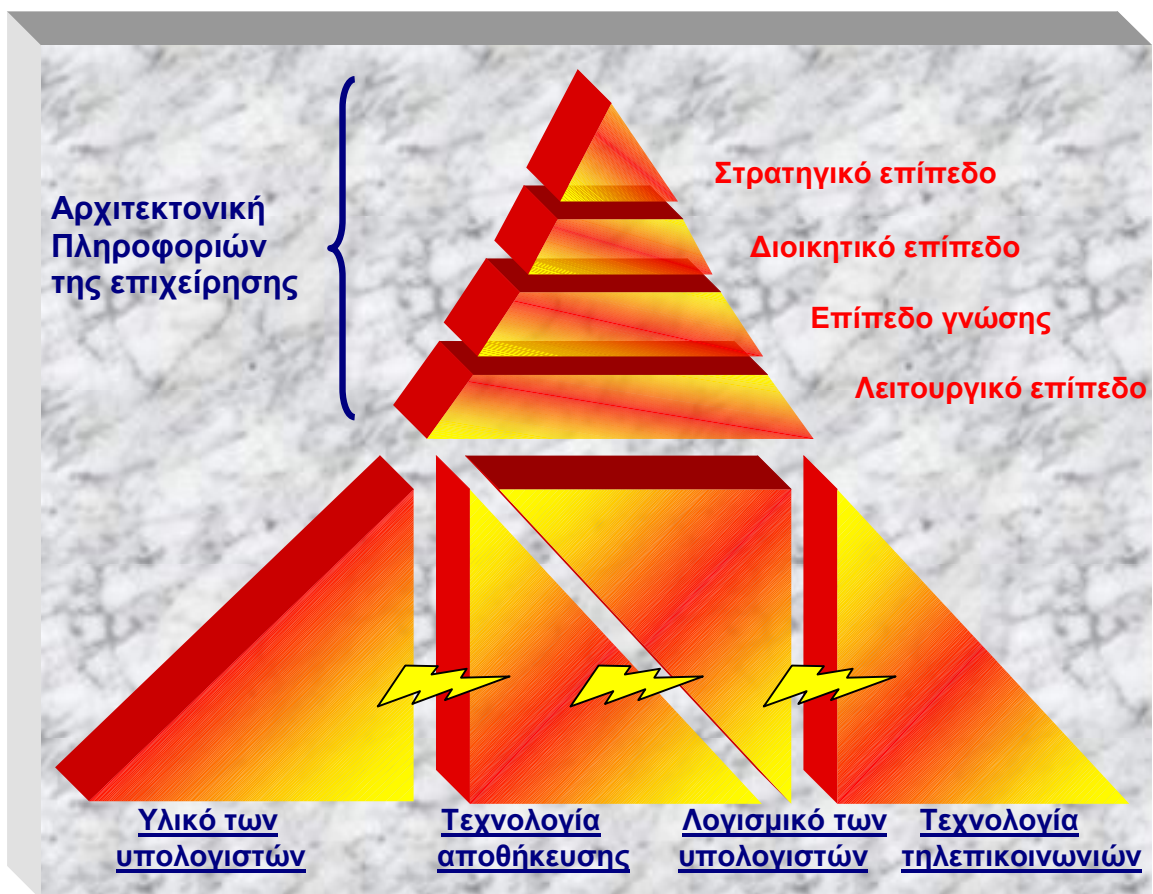 Στρατηγικό επίπεδο
Αρχιτεκτονική
Πληροφοριών
της επιχείρησης
Διοικητικό επίπεδο
Επίπεδο γνώσης
Λειτουργικό επίπεδο
Υλικό των
υπολογιστών
Τεχνολογία
αποθήκευσης
Λογισμικό των
υπολογιστών
Τεχνολογία
τηλεπικοινωνιών